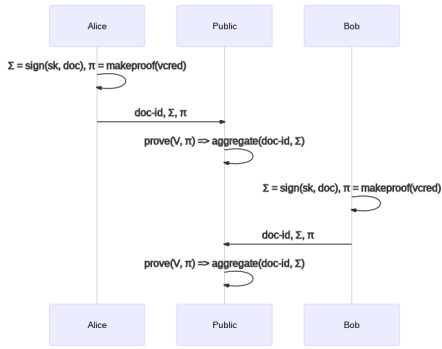 Alice Public Bob
Σ = sign(sk, doc), π = makeproof(vcred)
doc-id, Σ, π
prove(V, π) => aggregate(doc-id, Σ)
Σ = sign(sk, doc), π = makeproof(vcred)
doc-id, Σ, π
prove(V, π) => aggregate(doc-id, Σ)
Alice Public Bob